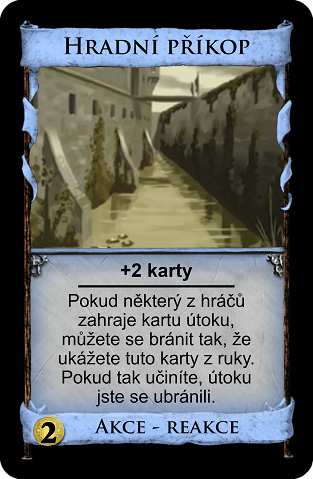 Hradní příkop
+2 karty
Pokud některý z hráčů
zahraje kartu útoku,
můžete se bránit tak, že
ukážete tuto karty z ruky.
Pokud tak učiníte, útoku
jste se ubránili.
2
Akce - reakce